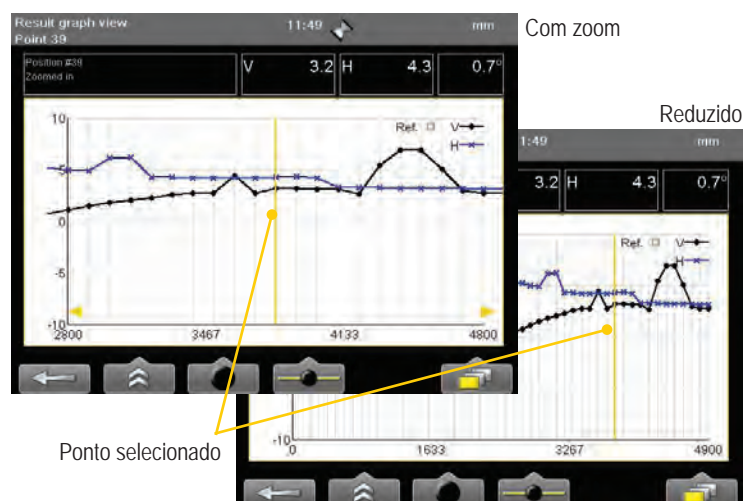 Result graph view 11:49 mm
Point 39
Com zoom
Position #39
Zoomed in
V 3.2 H 4.3 0.7°
10
Ref. V
H
5
0
-5
-10
2800 3467 4133 4800
Reduzido
1:49 mm
3.2 H 4.3 0.7°
Ref. V
H
-10
0 1633 3267 4900
Ponto selecionado